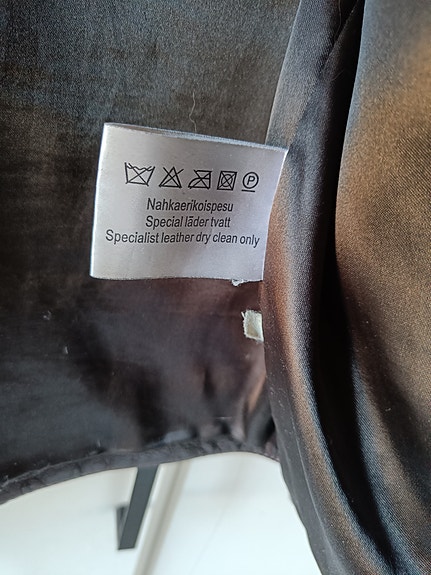 P
Nahkaerikoispesu
Special läder tvatt
Specialist leather dry clean only